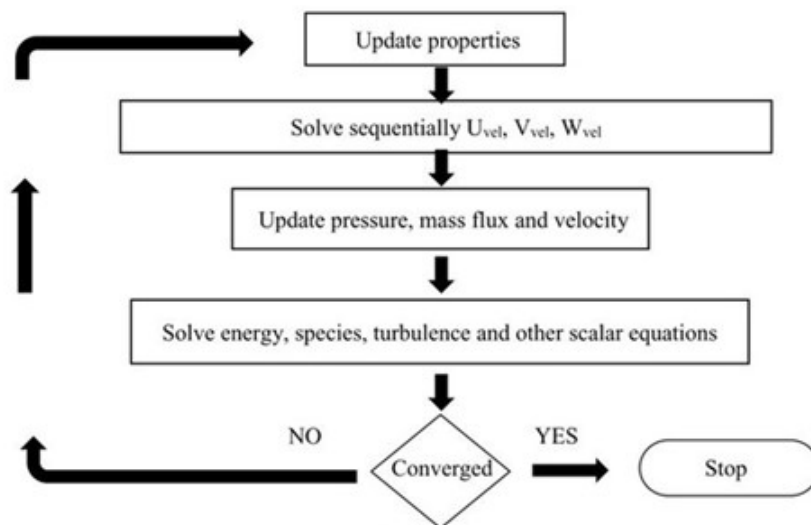 Update properties
Solve sequentially Uvel, Vvel, Wvel
Update pressure, mass flux and velocity
Solve energy, species, turbulence and other scalar equations
NO
YES
Converged
Stop